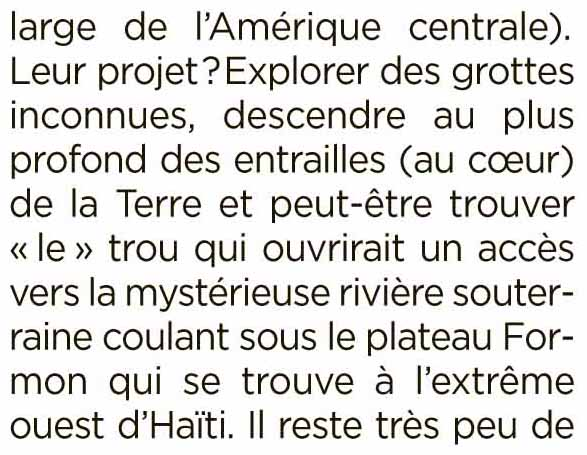 large de l’Amérique centrale).
Leur projet ? Explorer des grottes
inconnues, descendre au plus
profond des entrailles (au cœur)
de la Terre et peut-être trouver
« le » trou qui ouvrirait un accès
vers la mystérieuse rivière souter-
raine coulant sous le plateau For-
mon qui se trouve à l’extrême
ouest d’Haïti. Il reste très peu de